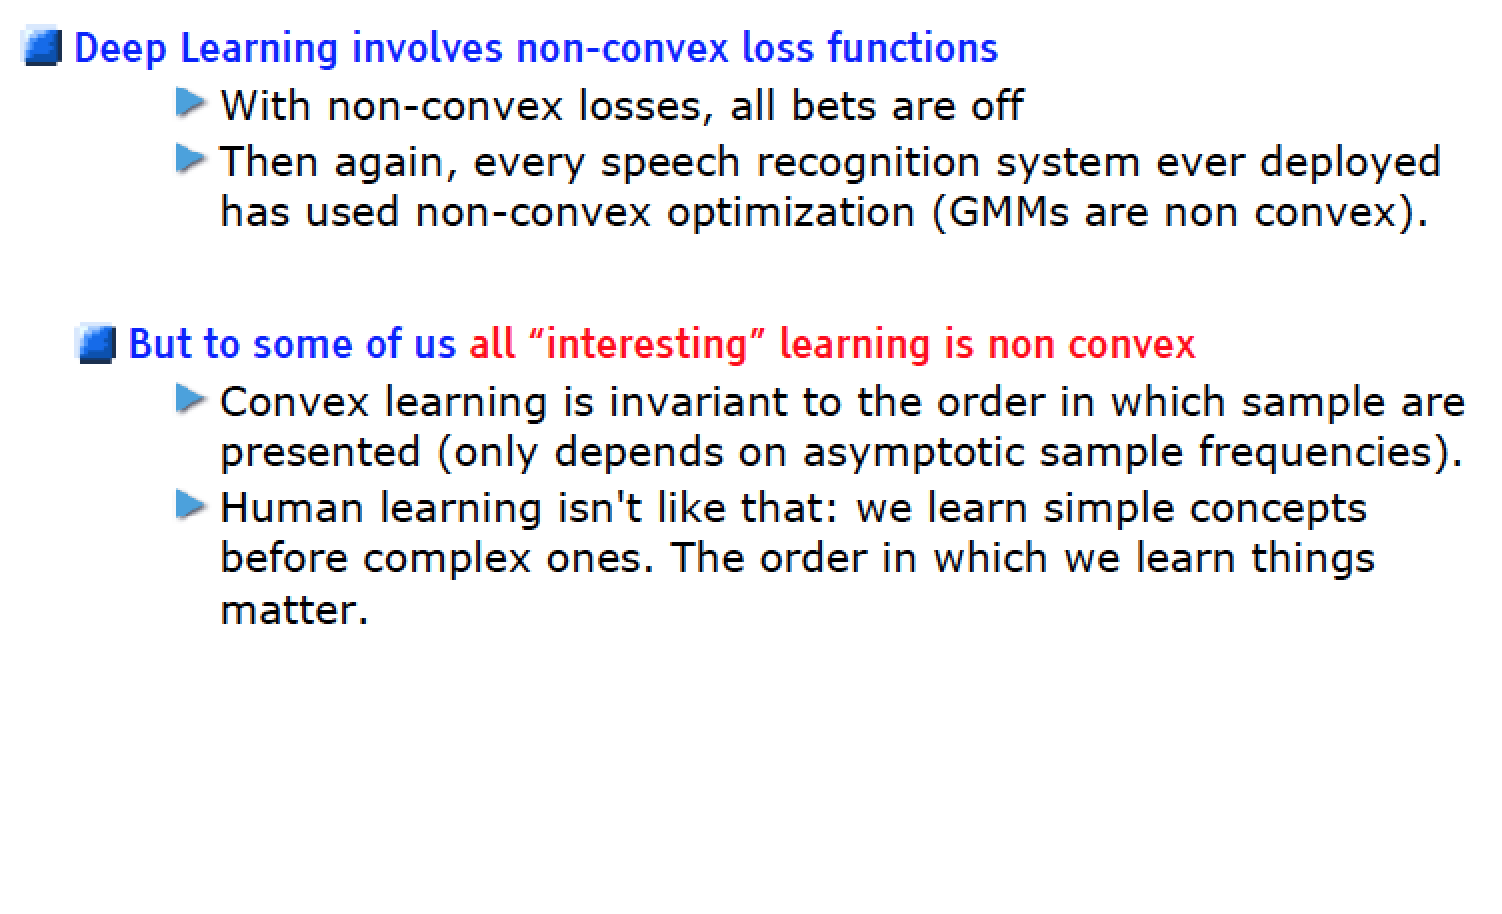 Deep Learning involves non-convex loss functions
With non-convex losses, all bets are off
Then again, every speech recognition system ever deployed
has used non-convex optimization (GMMs are non convex).
But to some of us all “interesting” learning is non convex
Convex learning is invariant to the order in which sample are
presented (only depends on asymptotic sample frequencies).
Human learning isn't like that: we learn simple concepts
before complex ones. The order in which we learn things
matter.